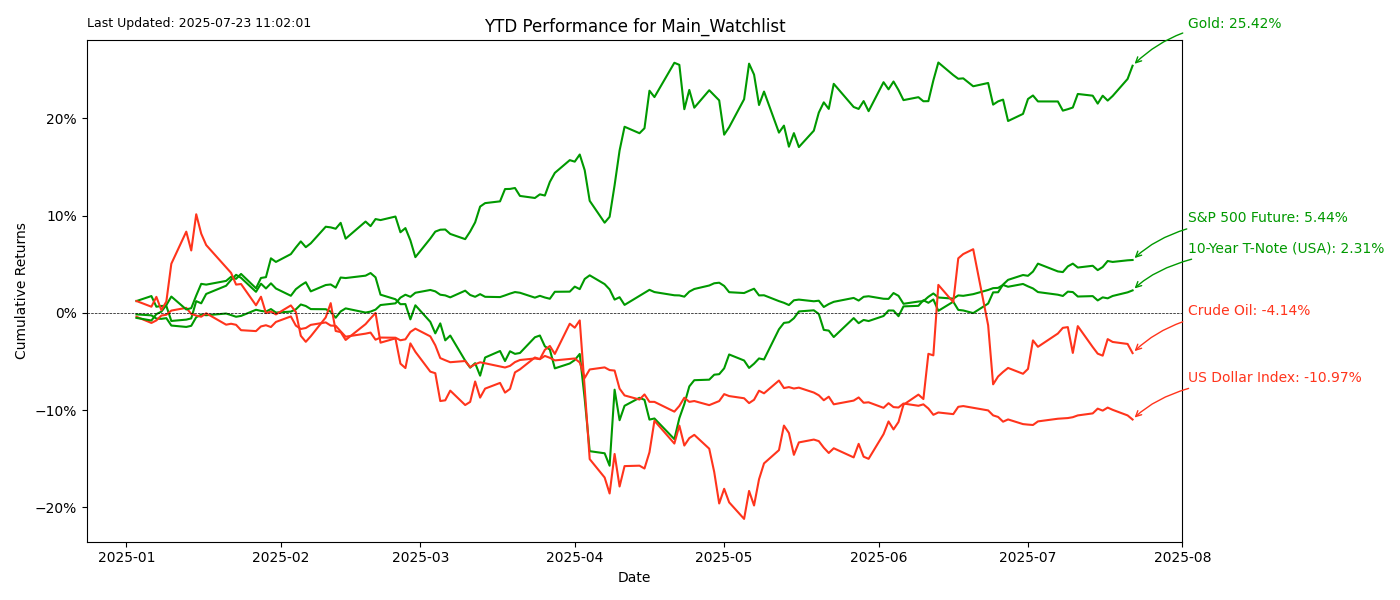 Last Updated: 2025-07-23 11:02:01
YTD Performance for Main_Watchlist
Gold: 25.42%
S&P 500 Future: 5.44%
10-Year T-Note (USA): 2.31%
Crude Oil: -4.14%
US Dollar Index: -10.97%
Cumulative Returns
20%
10%
0%
−10%
−20%
2025-01
2025-02
2025-03
2025-04
2025-05
2025-06
2025-07
2025-08
Date